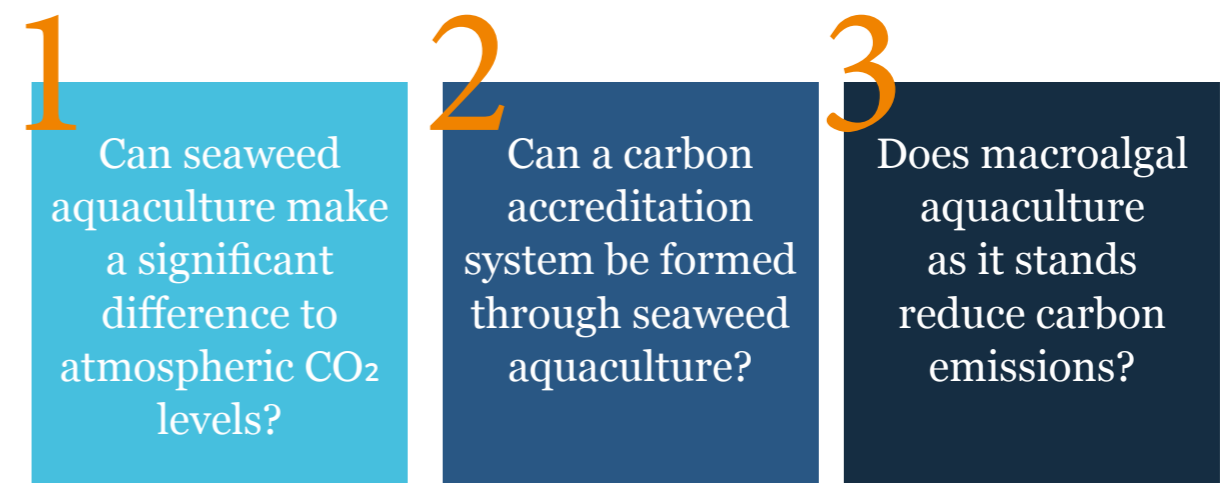 1
Can seaweed
aquaculture make
a significant
difference to
atmospheric CO₂
levels?
2
Can a carbon
accreditation
system be formed
through seaweed
aquaculture?
3
Does macroalgal
aquaculture
as it stands
reduce carbon
emissions?